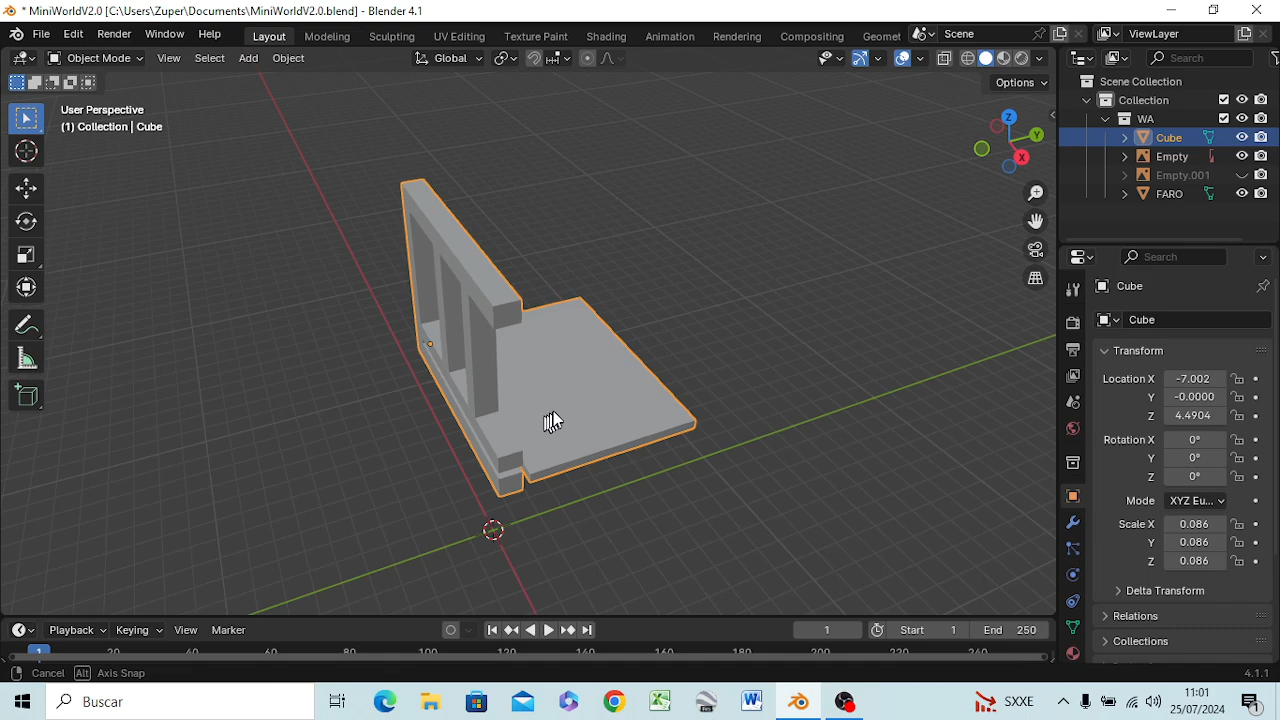 * MiniWorldV2.0 [C:\Users\Zuper\Documents\MiniWorldV2.0.blend] - Blender 4.1
File Edit Render Window Help Layout Modeling Sculpting UV Editing Texture Paint Shading Animation Rendering Compositing Geomet Scene ViewLayer
Object Mode View Select Add Object Global Search
Options
User Perspective
(1) Collection | Cube
Z
Y
X
Scene Collection
Collection
WA
Cube
Empty
Empty.001
FARO
Search
Cube
Cube
Transform
Location X -7.002
Y -0.0000
Z 4.4904
Rotation X 0°
Y 0°
Z 0°
Mode XYZ Eu...
Scale X 0.086
Y 0.086
Z 0.086
Delta Transform
Relations
Collections
Playback Keying View Marker 1 Start 1 End 250
1 20 40 60 80 100 120 140 160 180 200 220 240
Cancel Alt Axis Snap 4.1.1
Buscar SXXE 11:01
25/07/2024
1